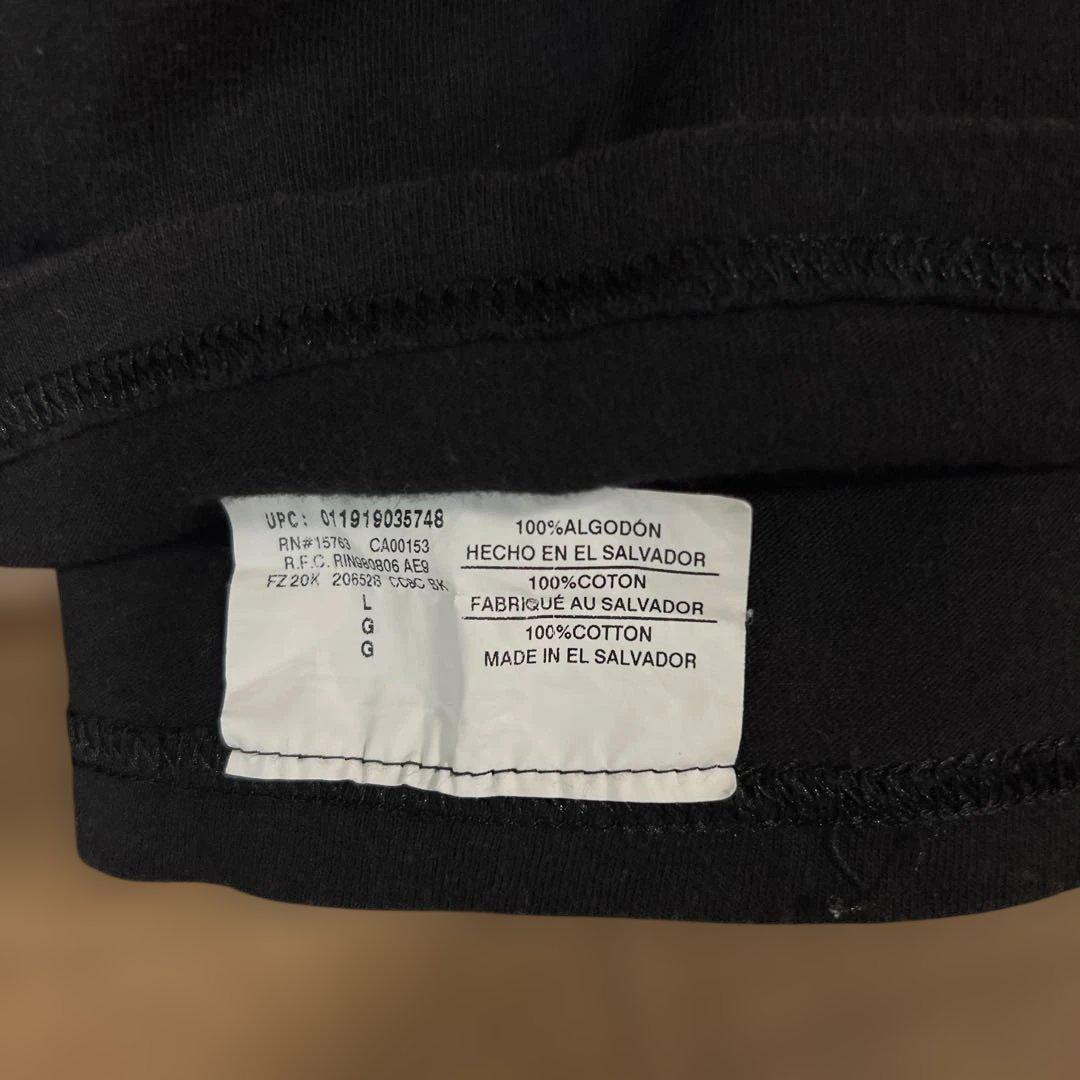 UPC: 011919035748
RN#15763 CA00153
R.F.C. RIN980806 AE9
FZ20K 206528 CC9C BK
L
G
G
100%ALGODÓN
HECHO EN EL SALVADOR
100%COTON
FABRIQUÉ AU SALVADOR
100%COTTON
MADE IN EL SALVADOR